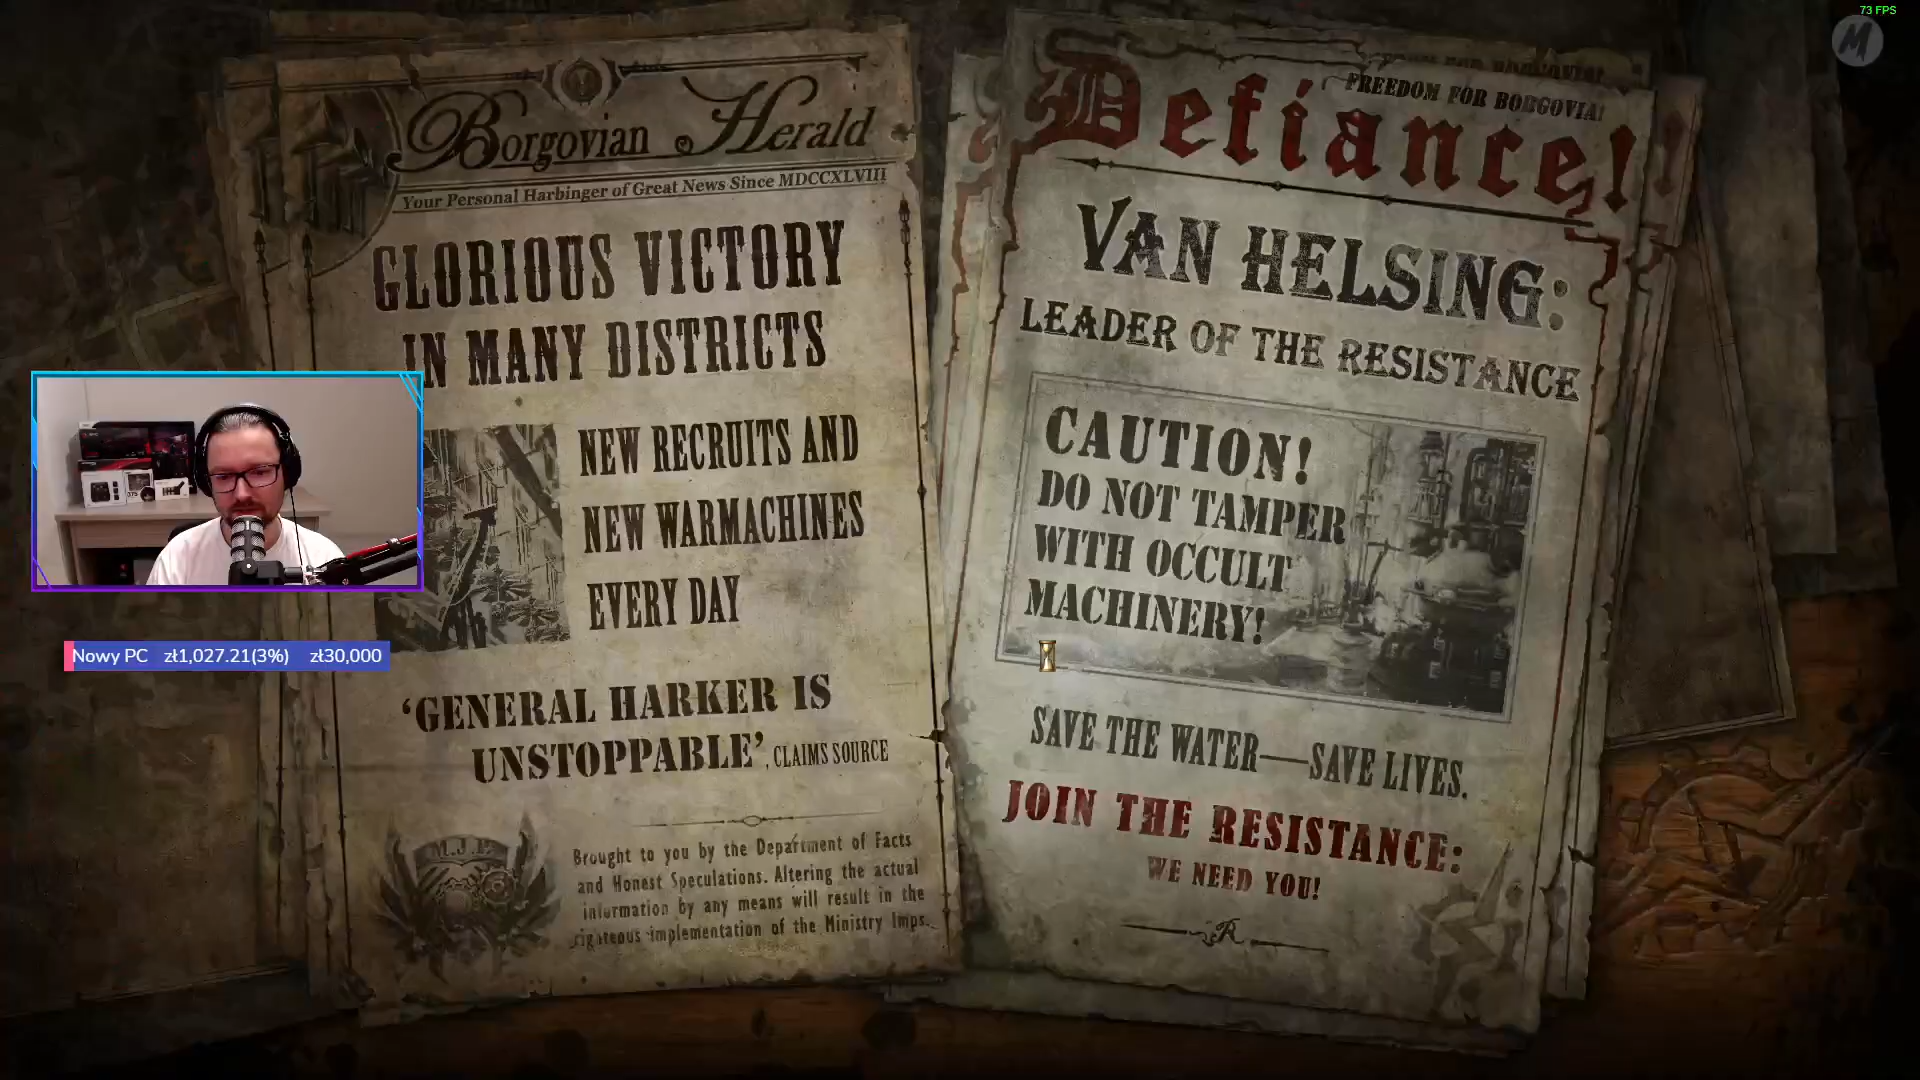 73 FPS
Borgovian Herald
Your Personal Harbinger of Great News Since MDCCXLVIII
GLORIOUS VICTORY
IN MANY DISTRICTS
NEW RECRUITS AND
NEW WARMACHINES
EVERY DAY
‘GENERAL HARKER IS
UNSTOPPABLE’, CLAIMS SOURCE
M.J.
Brought to you by the Department of Facts
and Honest Speculations. Altering the actual
information by any means will result in the
righteous implementation of the Ministry Imps.
FREEDOM FOR BORGOVIA!
Defiance!
VAN HELSING:
LEADER OF THE RESISTANCE
CAUTION!
DO NOT TAMPER
WITH OCCULT
MACHINERY!
SAVE THE WATER—SAVE LIVES.
JOIN THE RESISTANCE:
WE NEED YOU!
R
Nowy PC zł1,027.21(3%) zł30,000
M